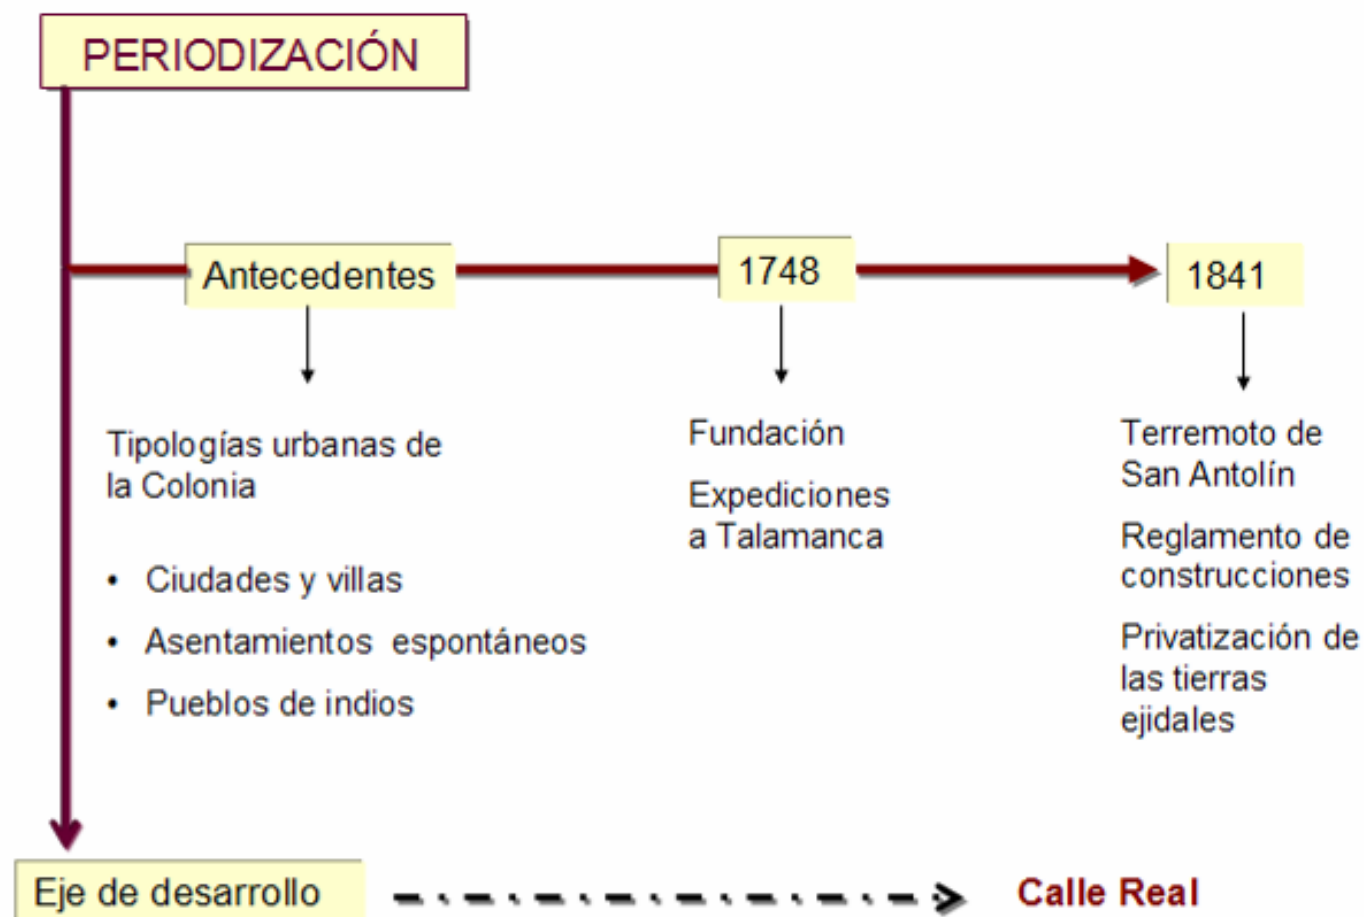 PERIODIZACIÓN
Antecedentes
1748
1841
Tipologías urbanas de
la Colonia
• Ciudades y villas
• Asentamientos espontáneos
• Pueblos de indios
Fundación
Expediciones
a Talamanca
Terremoto de
San Antolín
Reglamento de
construcciones
Privatización de
las tierras
ejidales
Eje de desarrollo
Calle Real